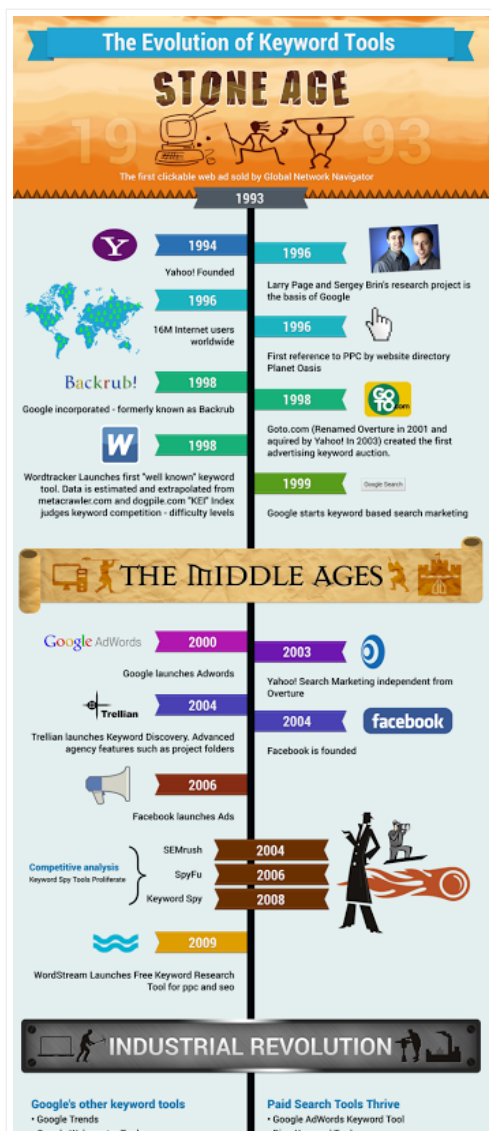 The Evolution of Keyword Tools
STONE AGE
19 93
The first clickable web ad sold by Global Network Navigator
1993
Y
1994
Yahoo! Founded
1996
Larry Page and Sergey Brin's research project is
the basis of Google
1996
16M Internet users
worldwide
1996
First reference to PPC by website directory
Planet Oasis
Backrub!
1998
Google incorporated - formerly known as Backrub
1998
GOTO.com
Goto.com (Renamed Overture in 2001 and
aquired by Yahoo! In 2003) created the first
advertising keyword auction.
W
1998
Wordtracker Launches first "well known" keyword
tool. Data is estimated and extrapolated from
metacrawler.com and dogpile.com "KEI" Index
judges keyword competition - difficulty levels
1999
Google Search
Google starts keyword based search marketing
THE MIDDLE AGES
Google AdWords
2000
Google launches Adwords
2003
Yahoo! Search Marketing independent from
Overture
Trellian
2004
Trellian launches Keyword Discovery. Advanced
agency features such as project folders
2004
facebook
Facebook is founded
2006
Facebook launches Ads
Competitive analysis
Keyword Spy Tools Proliferate
SEMrush
2004
SpyFu
2006
Keyword Spy
2008
2009
WordStream Launches Free Keyword Research
Tool for ppc and seo
INDUSTRIAL REVOLUTION
Google's other keyword tools
• Google Trends
Paid Search Tools Thrive
• Google AdWords Keyword Tool